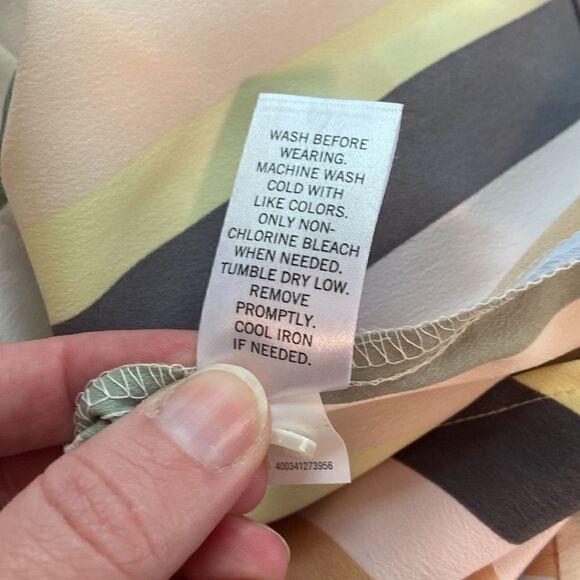 WASH BEFORE
WEARING.
MACHINE WASH
COLD WITH
LIKE COLORS.
ONLY NON-
CHLORINE BLEACH
WHEN NEEDED.
TUMBLE DRY LOW.
REMOVE
PROMPTLY.
COOL IRON
IF NEEDED.
400341273956